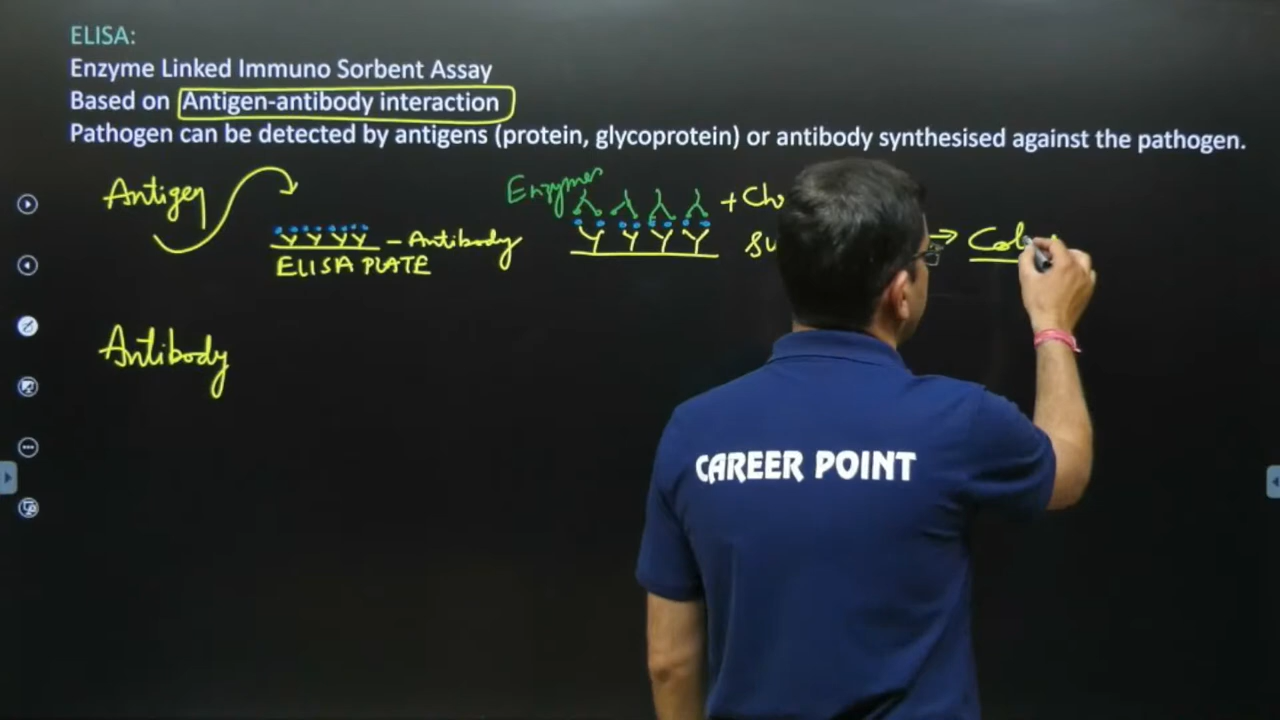 ELISA:
Enzyme Linked Immuno Sorbent Assay
Based on Antigen-antibody interaction
Pathogen can be detected by antigens (protein, glycoprotein) or antibody synthesised against the pathogen.
Antigen
Enzymes
- Antibody
ELISA PLATE
Antibody
CAREER POINT